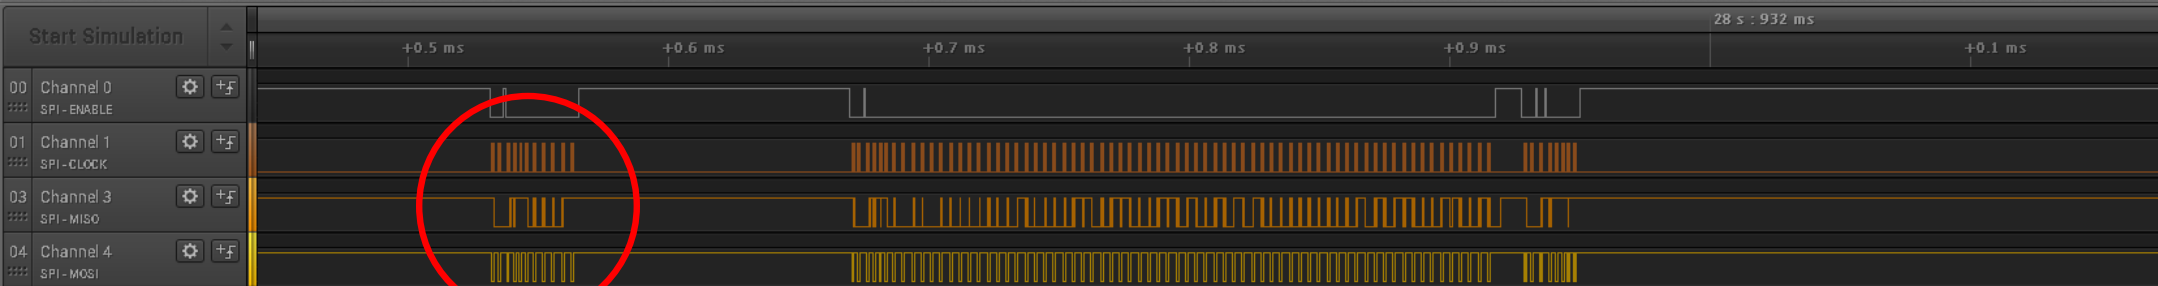 Start Simulation
28 s : 932 ms
+0.5 ms
+0.6 ms
+0.7 ms
+0.8 ms
+0.9 ms
+0.1 ms
00 Channel 0
SPI - ENABLE
01 Channel 1
SPI - CLOCK
03 Channel 3
SPI - MISO
04 Channel 4
SPI - MOSI